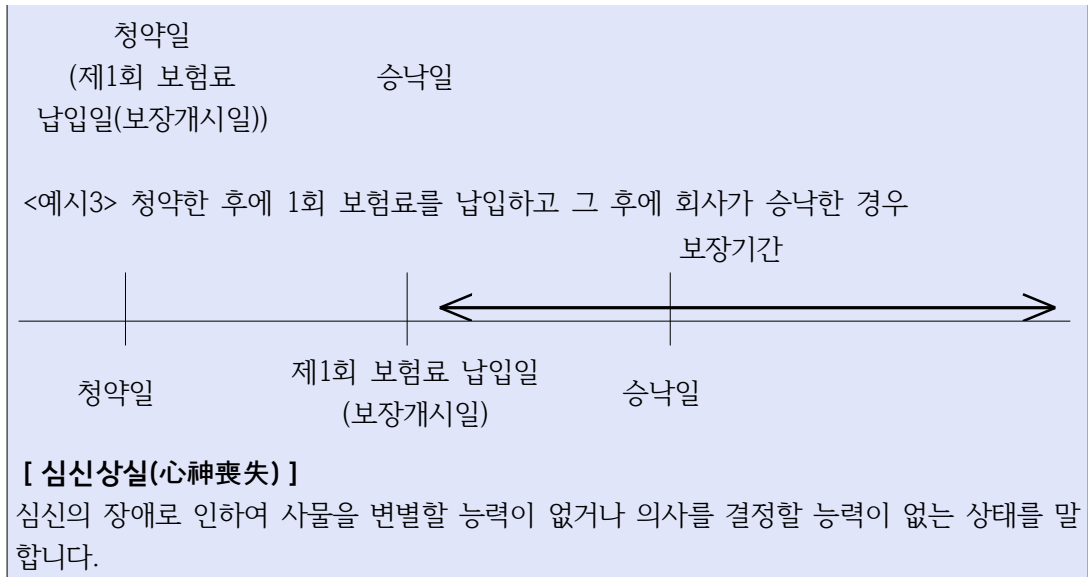 청약일
(제1회 보험료 승낙일
납입일(보장개시일))
<예시3> 청약한 후에 1회 보험료를 납입하고 그 후에 회사가 승낙한 경우
보장기간
제1회 보험료 납입일
청약일 승낙일
(보장개시일)
[ 심신상실(心神喪失) ]
심신의 장애로 인하여 사물을 변별할 능력이 없거나 의사를 결정할 능력이 없는 상태를 말
합니다.